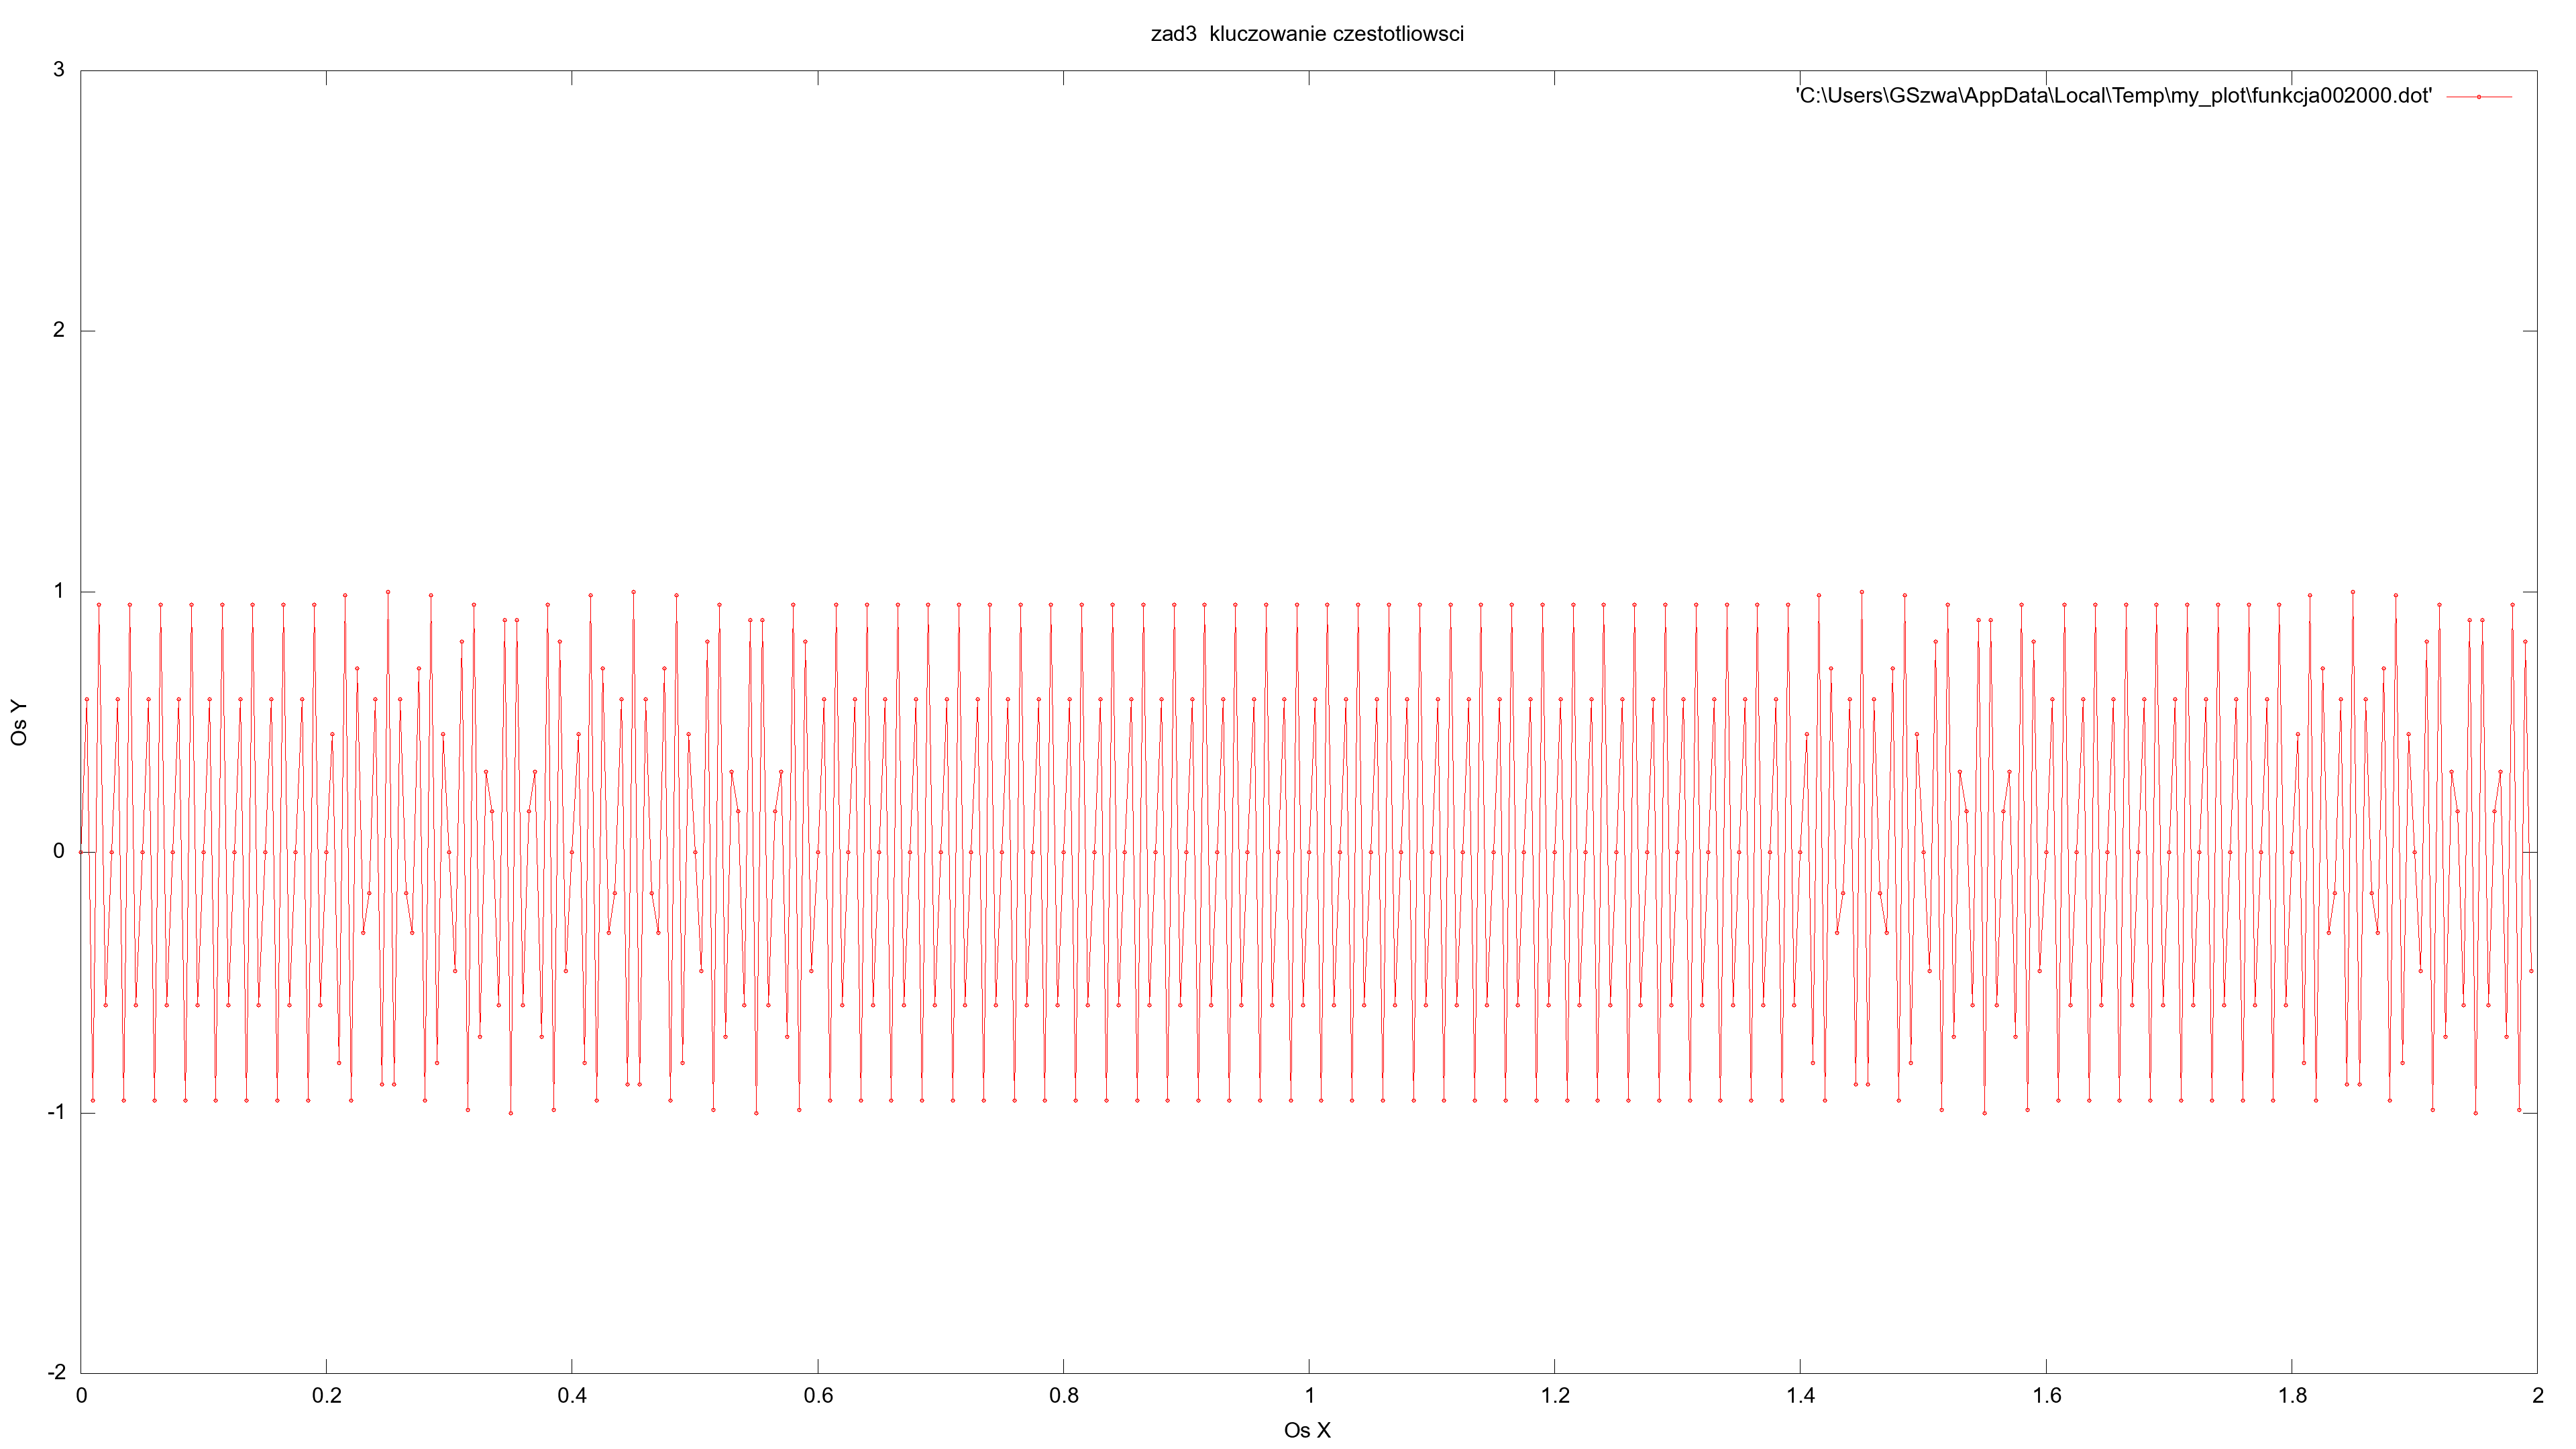 zad3  kluczowanie czestotliowsci
'C:\Users\GSzwa\AppData\Local\Temp\my_plot\funkcja002000.dot'
3
2
1
0
-1
-2
Os Y
0 0.2 0.4 0.6 0.8 1 1.2 1.4 1.6 1.8 2
Os X